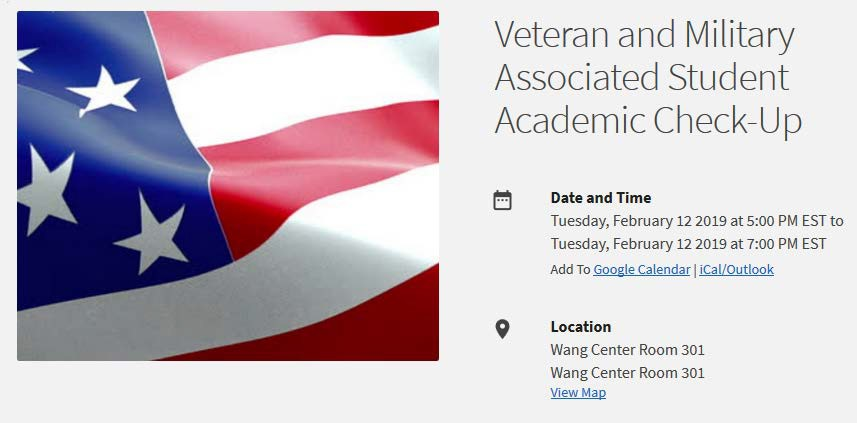 Veteran and Military
Associated Student
Academic Check-Up
Date and Time
Tuesday, February 12 2019 at 5:00 PM EST to
Tuesday, February 12 2019 at 7:00 PM EST
Add To Google Calendar | iCal/Outlook
Location
Wang Center Room 301
Wang Center Room 301
View Map